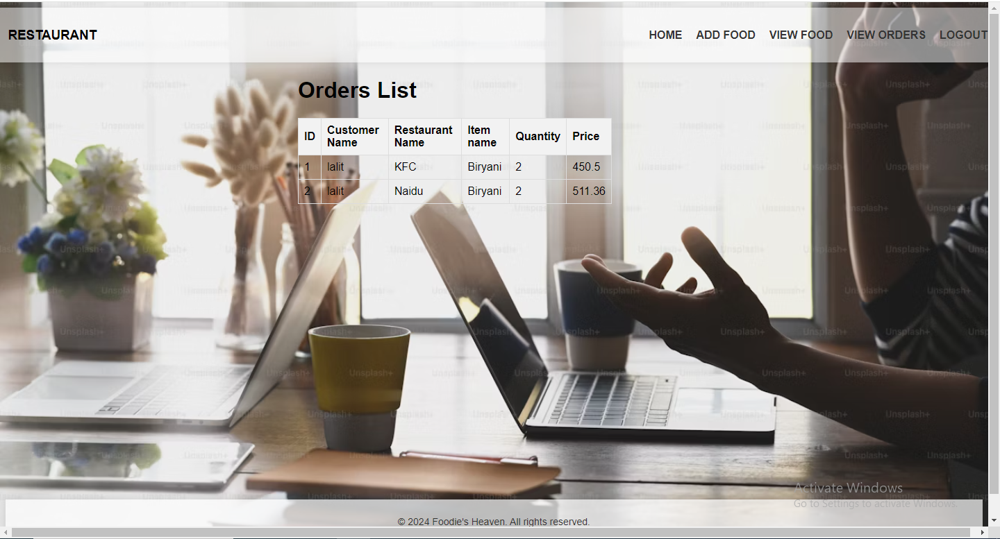 RESTAURANT HOME ADD FOOD VIEW FOOD VIEW ORDERS LOGOUT
Orders List
ID Customer Name Restaurant Name Item name Quantity Price
1 lalit KFC Biryani 2 450.5
2 lalit Naidu Biryani 2 511.36
Unsplash+
Activate Windows
Go to Settings to activate Windows.
© 2024 Foodie's Heaven. All rights reserved.